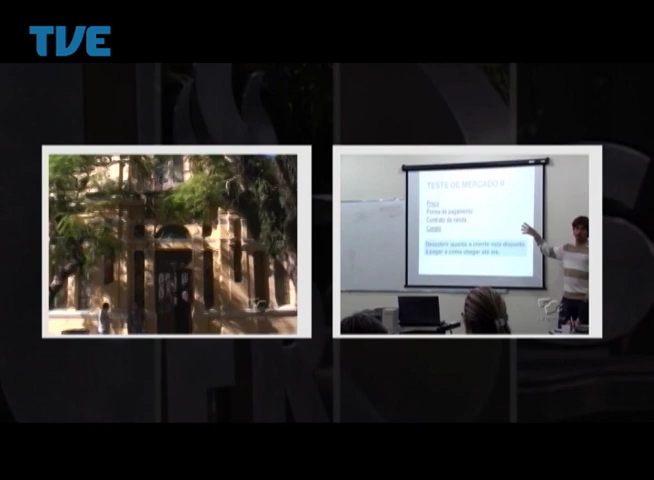 TVE
TESTE DE MERCADO II
Preço
Forma de pagamento
Contrato de venda
Canais
Descobrir quanto o cliente está disposto
a pagar e como chegar até ele.